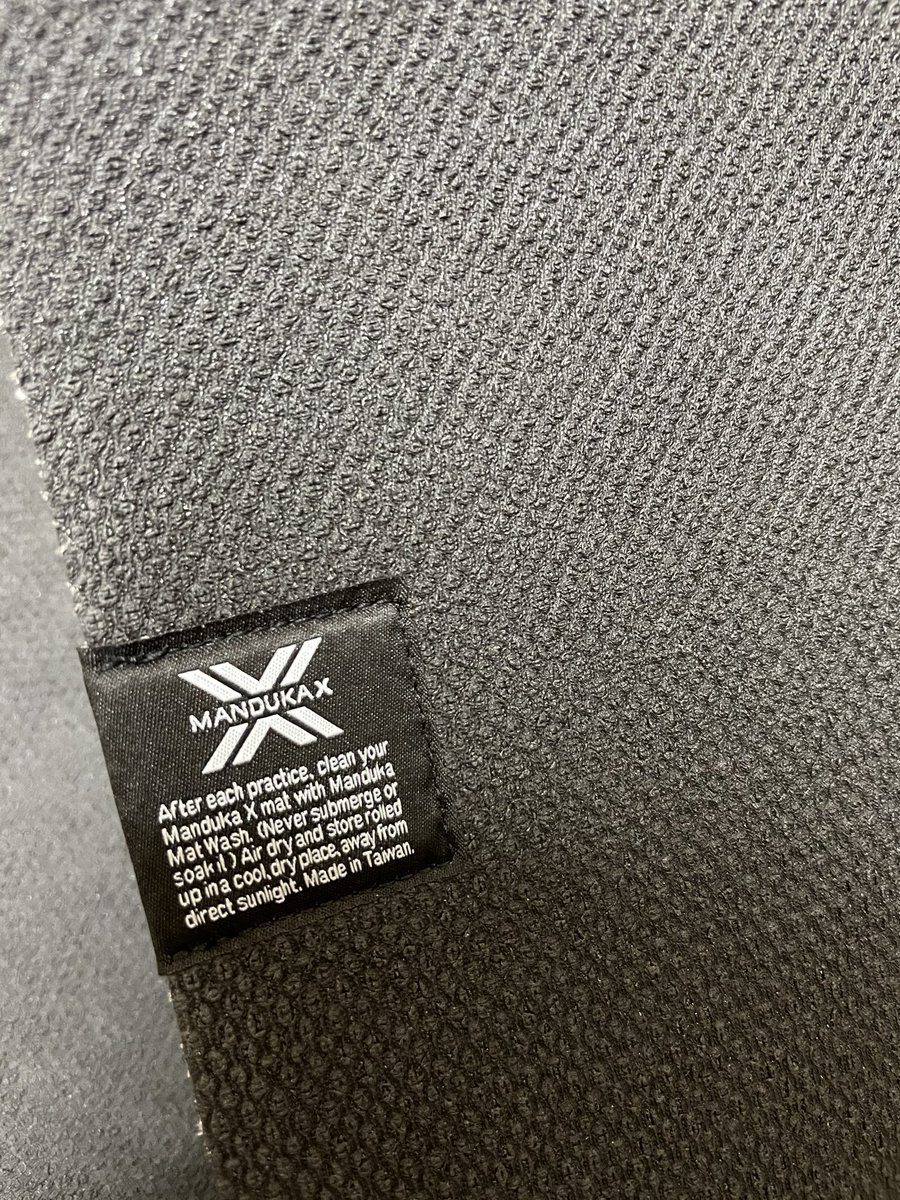 MANDUKA X
After each practice, clean your
Manduka X mat with Manduka
Mat Wash. (Never submerge or
soak it) Air dry and store rolled
up in a cool, dry place, away from
direct sunlight. Made in Taiwan.